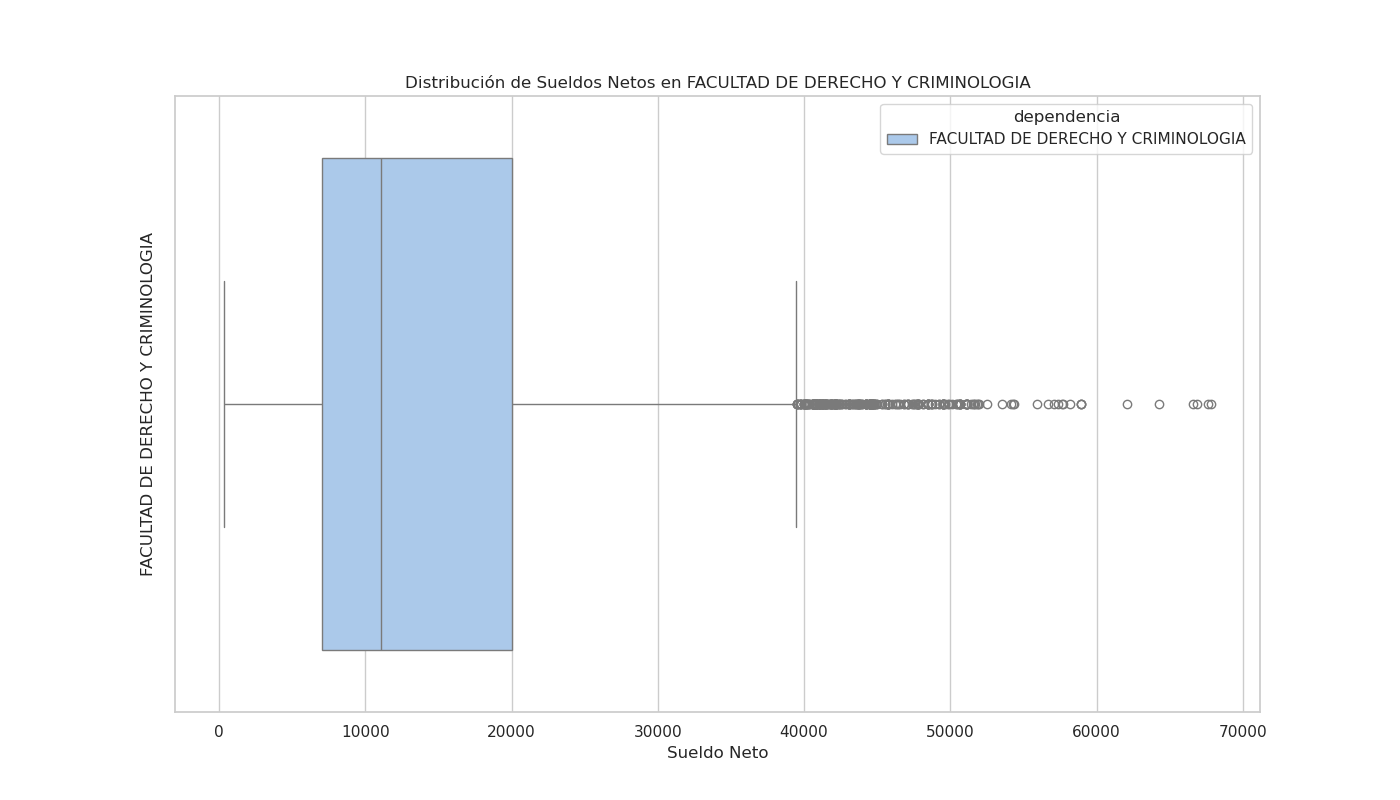 Distribución de Sueldos Netos en FACULTAD DE DERECHO Y CRIMINOLOGIA
dependencia
FACULTAD DE DERECHO Y CRIMINOLOGIA
FACULTAD DE DERECHO Y CRIMINOLOGIA
0 10000 20000 30000 40000 50000 60000 70000
Sueldo Neto